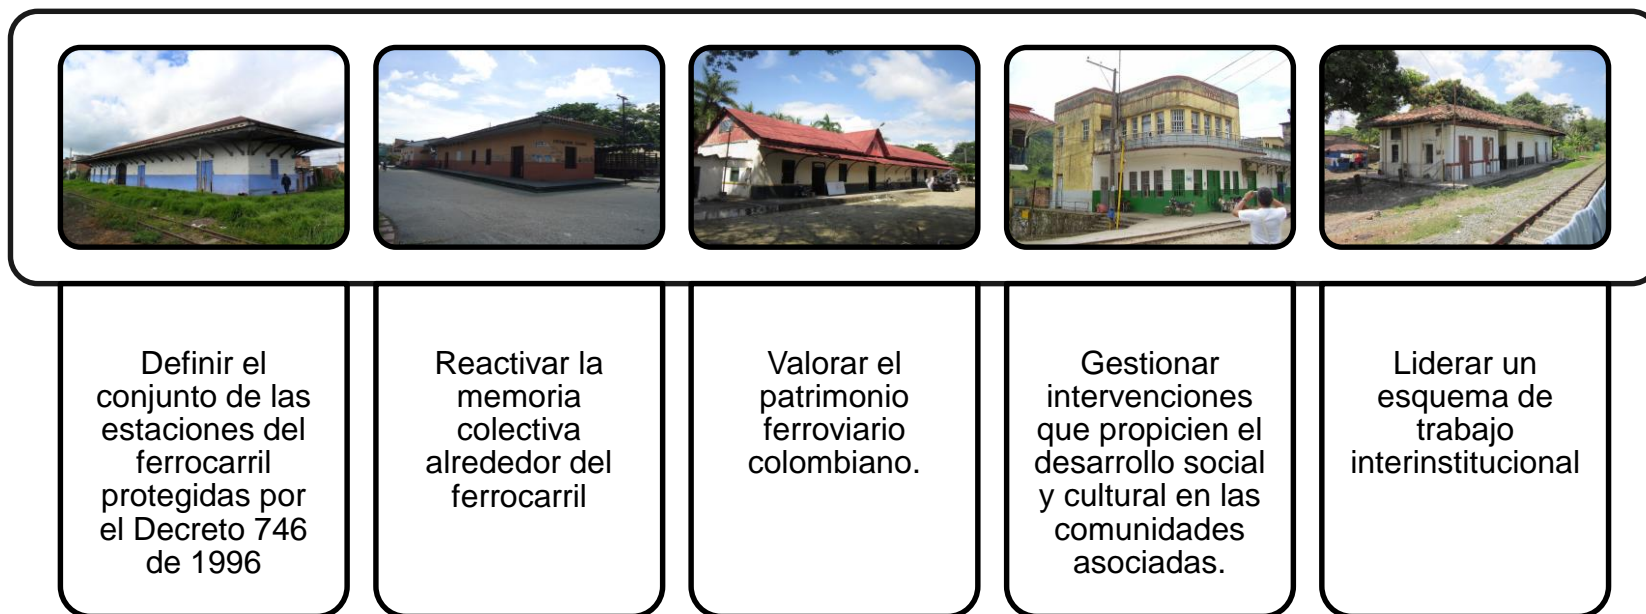 Definir el
conjunto de las
estaciones del
ferrocarril
protegidas por
el Decreto 746
de 1996
Reactivar la
memoria
colectiva
alrededor del
ferrocarril
Valorar el
patrimonio
ferroviario
colombiano.
Gestionar
intervenciones
que propicien el
desarrollo social
y cultural en las
comunidades
asociadas.
Liderar un
esquema de
trabajo
interinstitucional